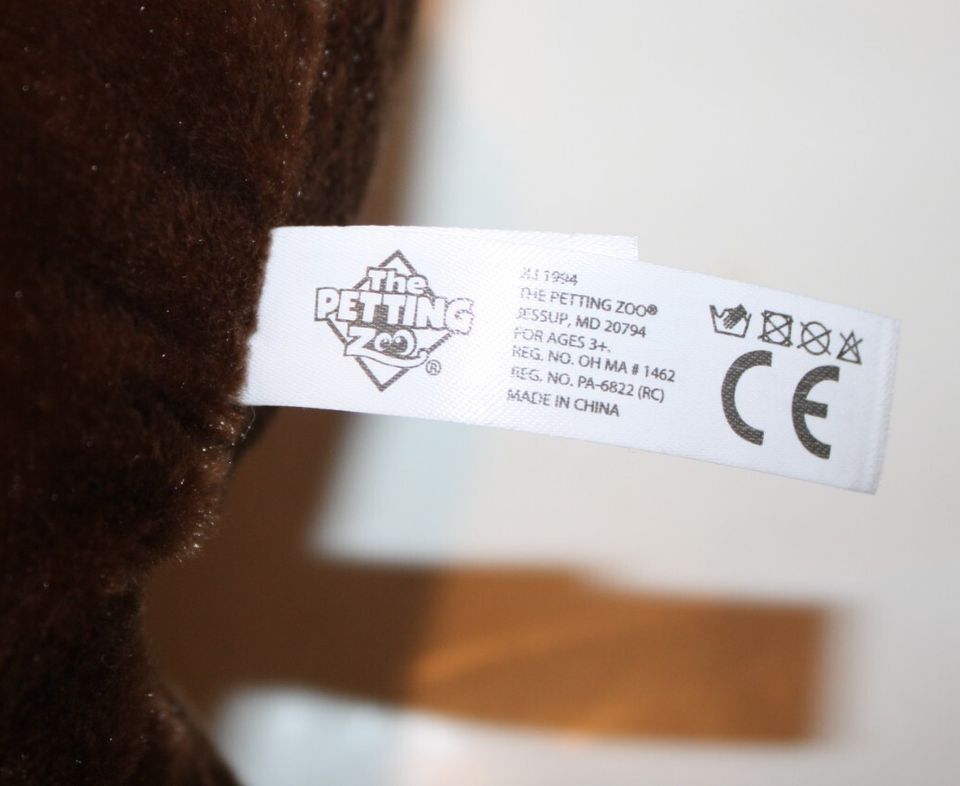 The
PETTING
ZOO®
1994
THE PETTING ZOO®
JESSUP, MD 20794
FOR AGES 3+.
REG. NO. OH MA # 1462
REG. NO. PA-6822 (RC)
MADE IN CHINA
CE